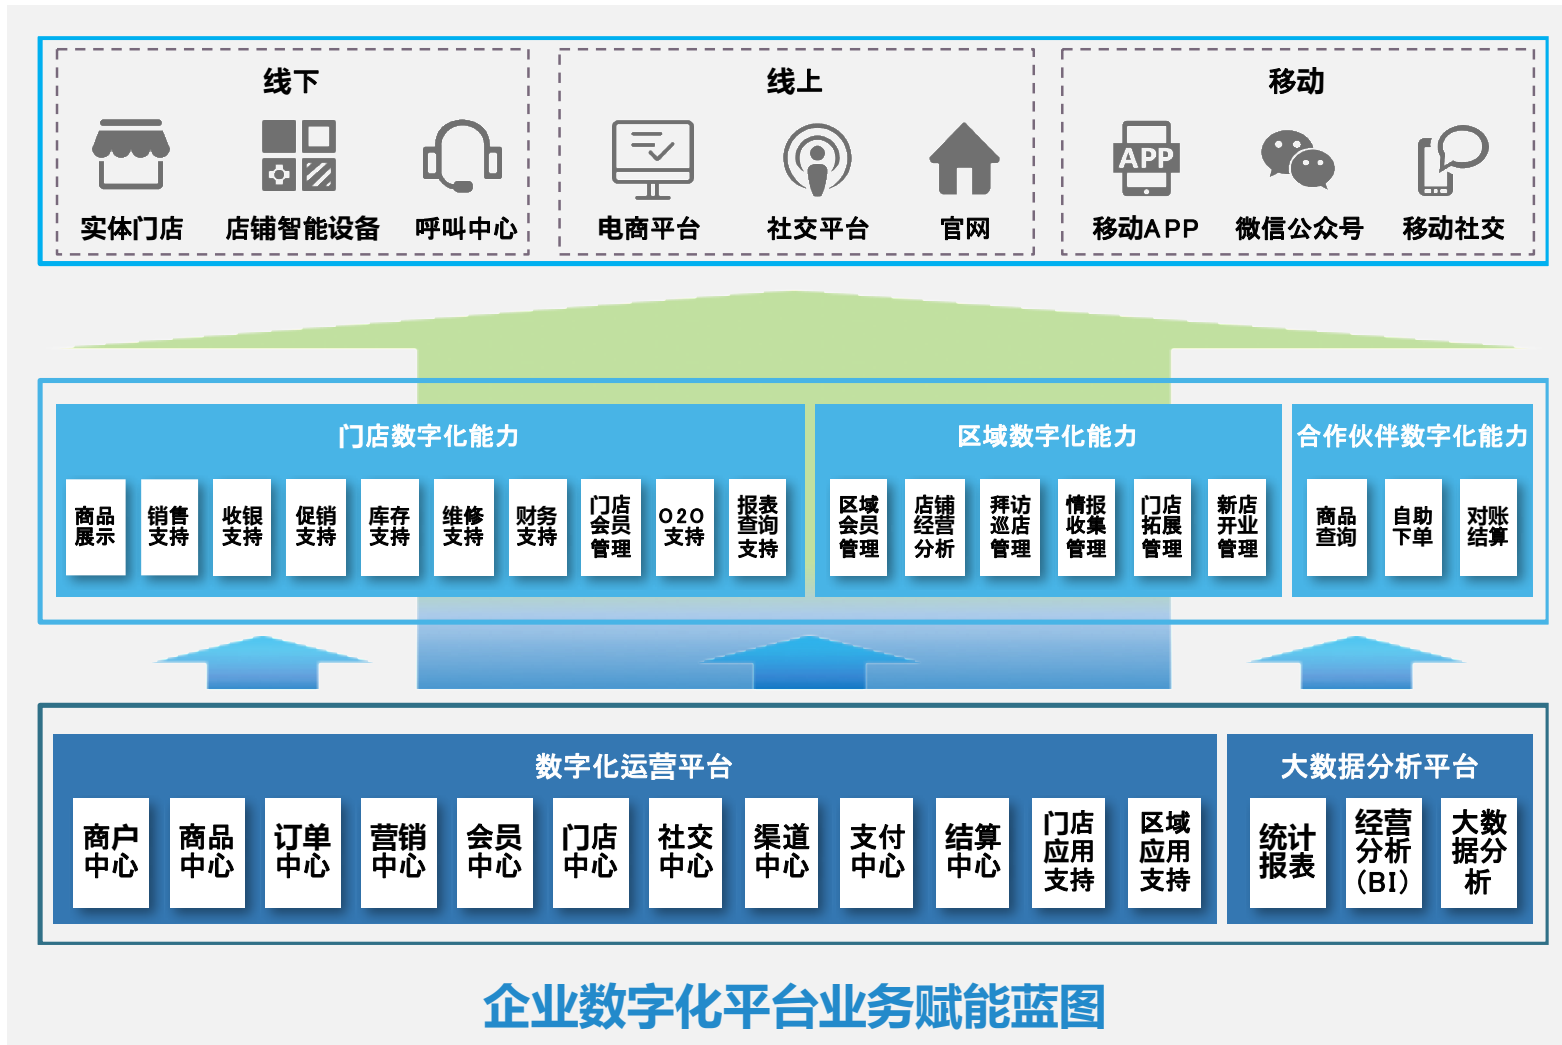 线下
线上
移动
APP
实体门店
店铺智能设备
呼叫中心
电商平台
社交平台
官网
移动APP
微信公众号
移动社交
门店数字化能力
商品
展示
销售
支持
收银
支持
促销
支持
库存
支持
维修
支持
财务
支持
门店
会员
管理
O2O
支持
报表
查询
支持
区域数字化能力
区域
会员
管理
店铺
经营
分析
拜访
巡店
管理
情报
收集
管理
门店
拓展
管理
新店
开业
管理
合作伙伴数字化能力
商品
查询
自助
下单
对账
结算
数字化运营平台
商户
中心
商品
中心
订单
中心
营销
中心
会员
中心
门店
中心
社交
中心
渠道
中心
支付
中心
结算
中心
门店
应用
支持
区域
应用
支持
大数据分析平台
统计
报表
经营
分析
(BI)
大数
据分
析
企业数字化平台业务赋能蓝图